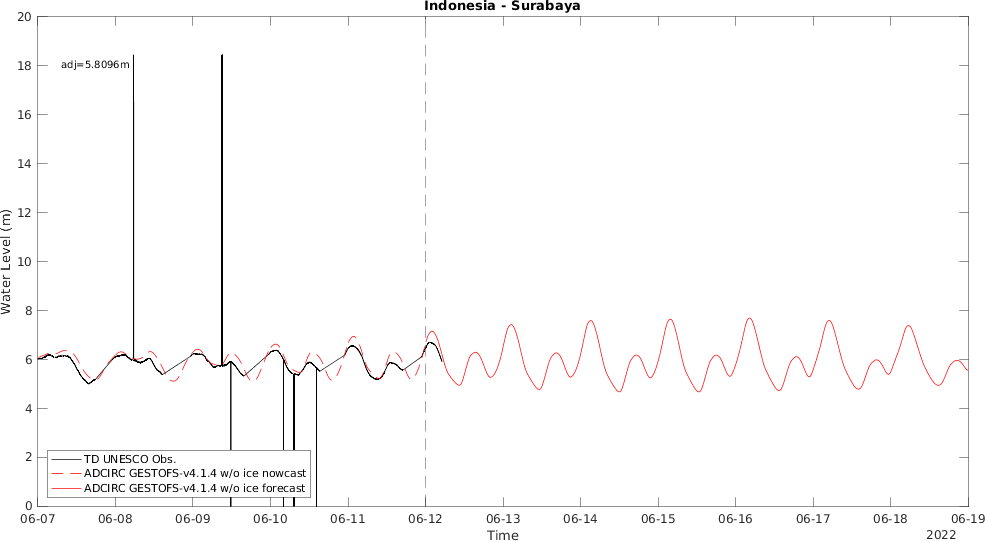 Indonesia - Surabaya
Water Level (m)
20
18
16
14
12
10
8
6
4
2
0
adj=5.8096m
TD UNESCO Obs.
ADCIRC GESTOFS-v4.1.4 w/o ice nowcast
ADCIRC GESTOFS-v4.1.4 w/o ice forecast
06-07 06-08 06-09 06-10 06-11 06-12 06-13 06-14 06-15 06-16 06-17 06-18 06-19
Time
2022